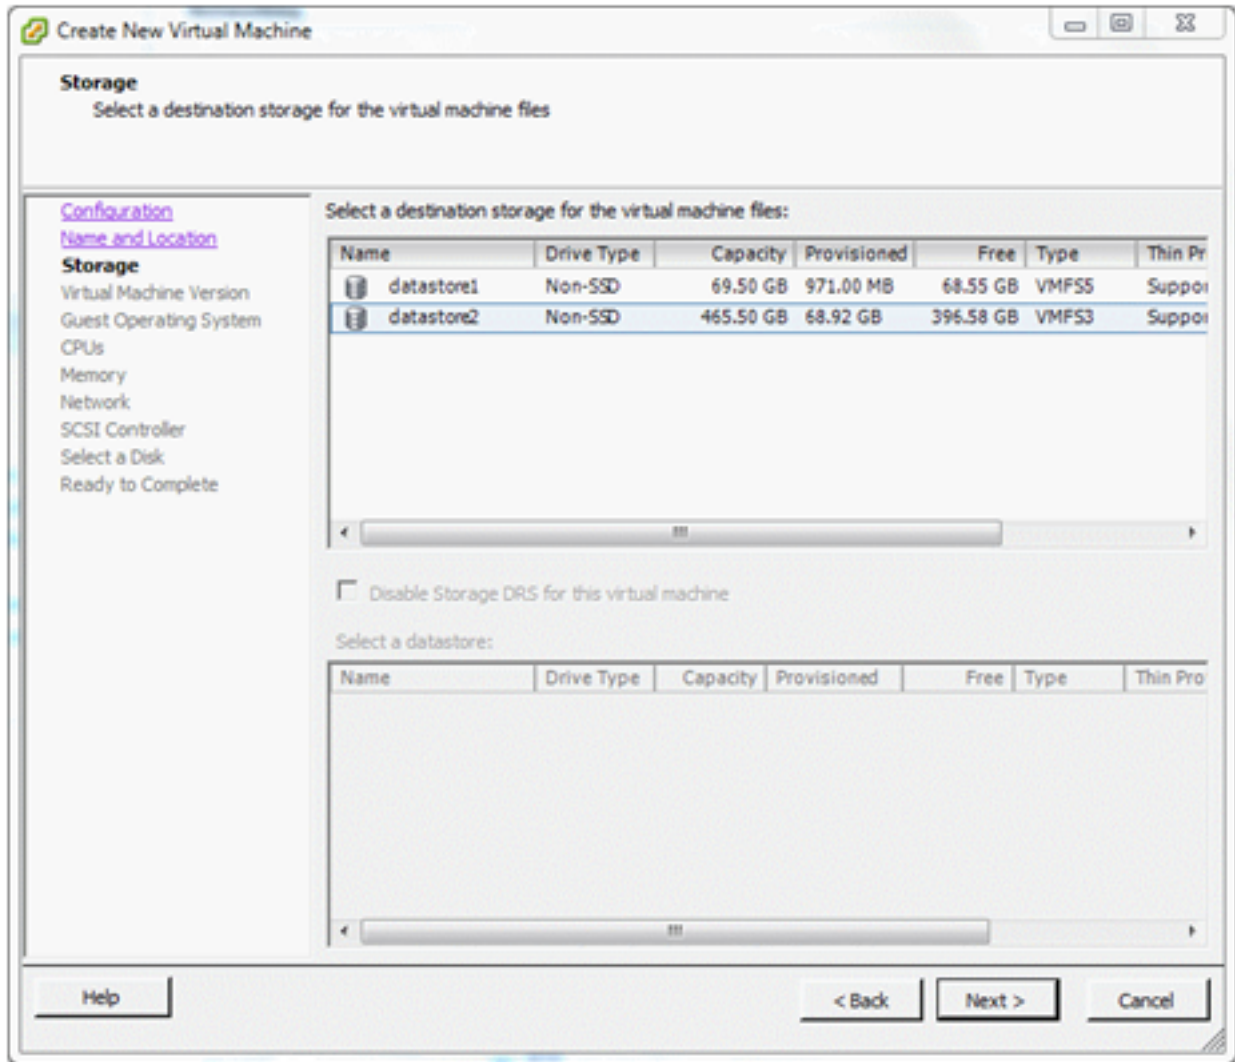 Create New Virtual Machine
Storage
Select a destination storage for the virtual machine files
Configuration
Name and Location
Storage
Virtual Machine Version
Guest Operating System
CPUs
Memory
Network
SCSI Controller
Select a Disk
Ready to Complete
Select a destination storage for the virtual machine files:
Name Drive Type Capacity Provisioned Free Type Thin Pr
datastore1 Non-SSD 69.50 GB 971.00 MB 68.55 GB VMFS5 Suppor
datastore2 Non-SSD 465.50 GB 68.92 GB 396.58 GB VMFS3 Suppor
Disable Storage DRS for this virtual machine
Select a datastore:
Name Drive Type Capacity Provisioned Free Type Thin Pro
Help < Back Next > Cancel